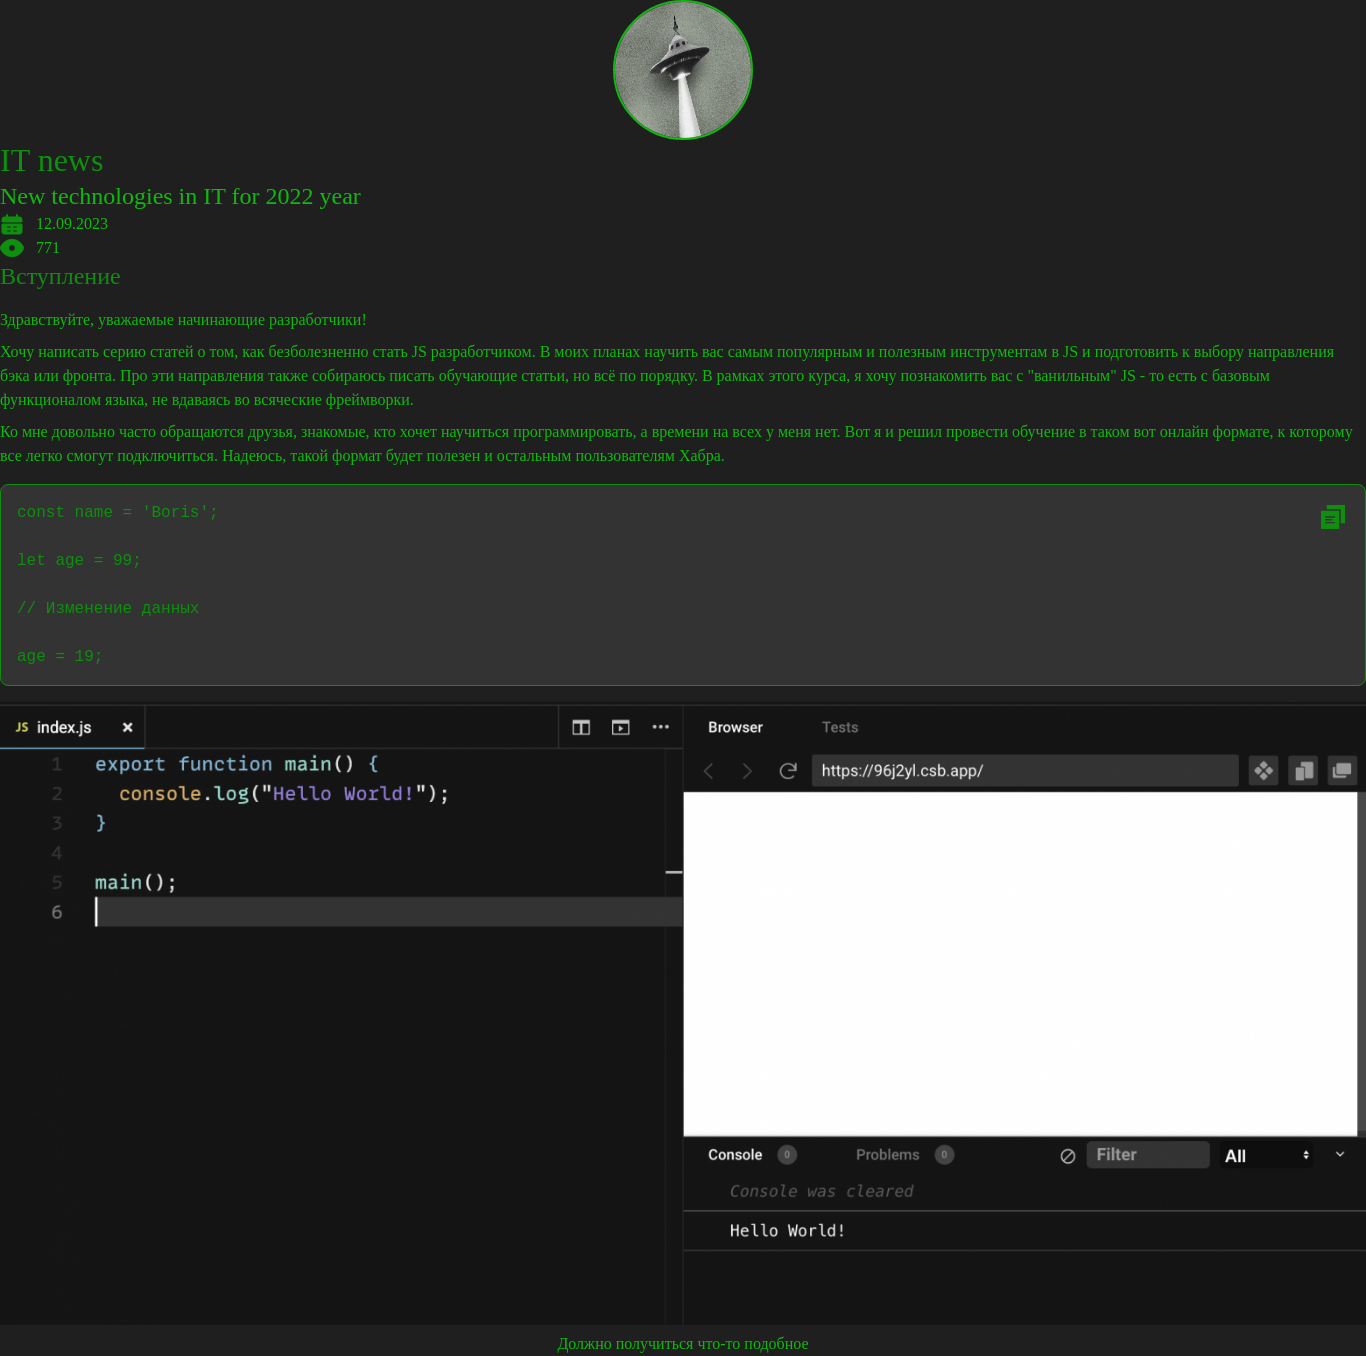 IT news
New technologies in IT for 2022 year
12.09.2023
771
Вступление
Здравствуйте, уважаемые начинающие разработчики!
Хочу написать серию статей о том, как безболезненно стать JS разработчиком. В моих планах научить вас самым популярным и полезным инструментам в JS и подготовить к выбору направления
бэка или фронта. Про эти направления также собираюсь писать обучающие статьи, но всё по порядку. В рамках этого курса, я хочу познакомить вас с "ванильным" JS - то есть с базовым
функционалом языка, не вдаваясь во всяческие фреймворки.
Ко мне довольно часто обращаются друзья, знакомые, кто хочет научиться программировать, а времени на всех у меня нет. Вот я и решил провести обучение в таком вот онлайн формате, к которому
все легко смогут подключиться. Надеюсь, такой формат будет полезен и остальным пользователям Хабра.
const name = 'Boris';
let age = 99;
// Изменение данных
age = 19;
JS index.js
1 export function main() {
2 console.log("Hello World!");
3 }
4
5 main();
6
Browser Tests
https://96j2yl.csb.app/
Console 0 Problems 0 Filter All
Console was cleared
Hello World!
Должно получиться что-то подобное